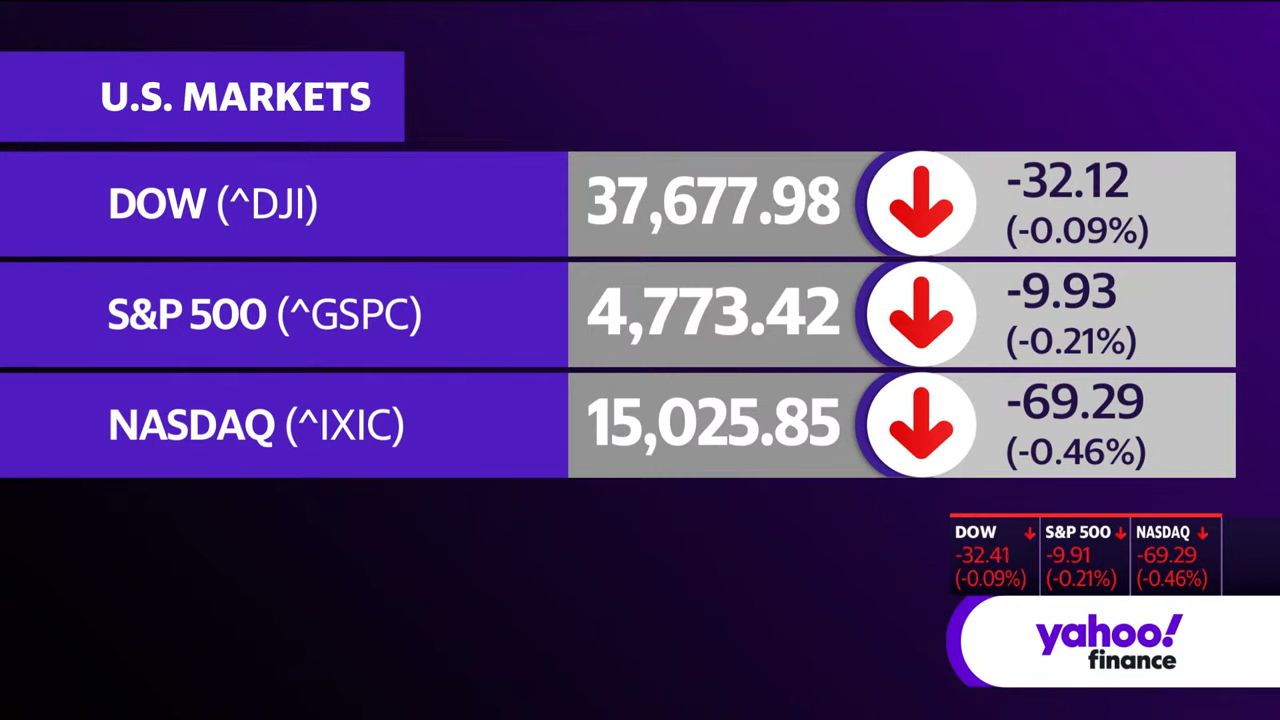 U.S. MARKETS
DOW (^DJI) 37,677.98 -32.12
(-0.09%)
S&P 500 (^GSPC) 4,773.42 -9.93
(-0.21%)
NASDAQ (^IXIC) 15,025.85 -69.29
(-0.46%)
DOW S&P 500 NASDAQ
-32.41 -9.91 -69.29
(-0.09%) (-0.21%) (-0.46%)
yahoo!
finance